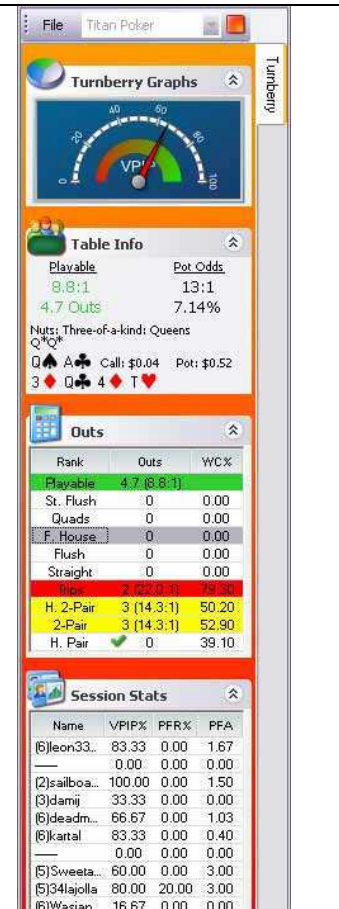 File Titan Poker
Turnberry
Turnberry Graphs
0 20 40 60 80 100
VPIP
Table Info
Playable Pot Odds
8.8:1 13:1
4.7 Outs 7.14%
Nuts: Three-of-a-kind: Queens
Q*Q*
Q♠ A♣ Call: $0.04 Pot: $0.52
3♦ Q♣ 4♦ T♥
Outs
Rank Outs WC%
Playable 4.7 (8.8:1)
St. Flush 0 0.00
Quads 0 0.00
F. House 0 0.00
Flush 0 0.00
Straight 0 0.00
Trips 2 (22.0:1) 79.30
H. 2-Pair 3 (14.3:1) 50.20
2-Pair 3 (14.3:1) 52.90
H. Pair ✔ 0 39.10
Session Stats
Name VPIP% PFR% PFA
(6)leon33... 83.33 0.00 1.67
---- 0.00 0.00 0.00
(2)sailboa... 100.00 0.00 1.50
(3)damij 33.33 0.00 0.00
(6)deadm... 66.67 0.00 1.03
(6)kartal 83.33 0.00 0.40
---- 0.00 0.00 0.00
(5)Sweeta... 60.00 0.00 3.00
(5)34lajolla 80.00 20.00 3.00
(6)Wasian 16.67 0.00 0.00